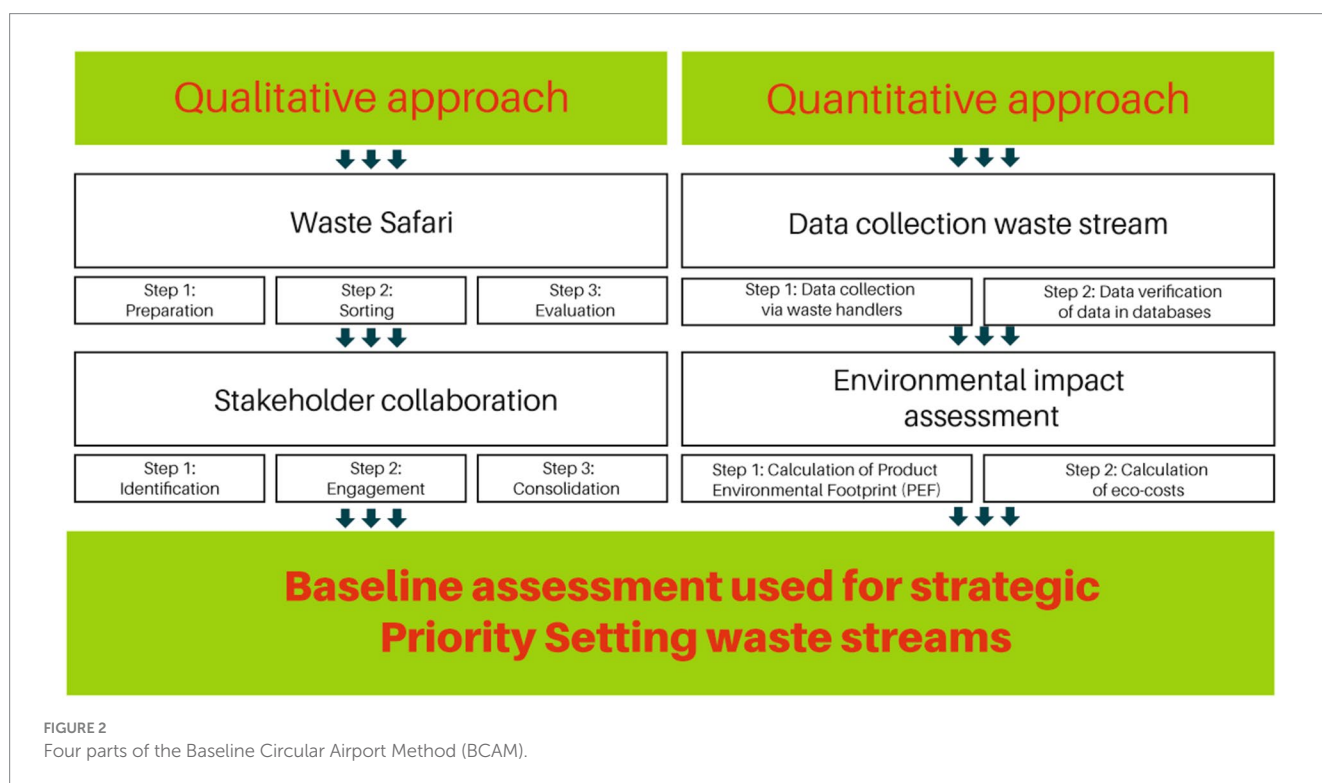 Qualitative approach
Quantitative approach
Waste Safari
Data collection waste stream
Step 1:
Preparation
Step 2:
Sorting
Step 3:
Evaluation
Step 1: Data collection
via waste handlers
Step 2: Data verification
of data in databases
Stakeholder collaboration
Environmental impact
assessment
Step 1:
Identification
Step 2:
Engagement
Step 3:
Consolidation
Step 1: Calculation of Product
Environmental Footprint (PEF)
Step 2: Calculation
of eco-costs
Baseline assessment used for strategic
Priority Setting waste streams
FIGURE 2
Four parts of the Baseline Circular Airport Method (BCAM).